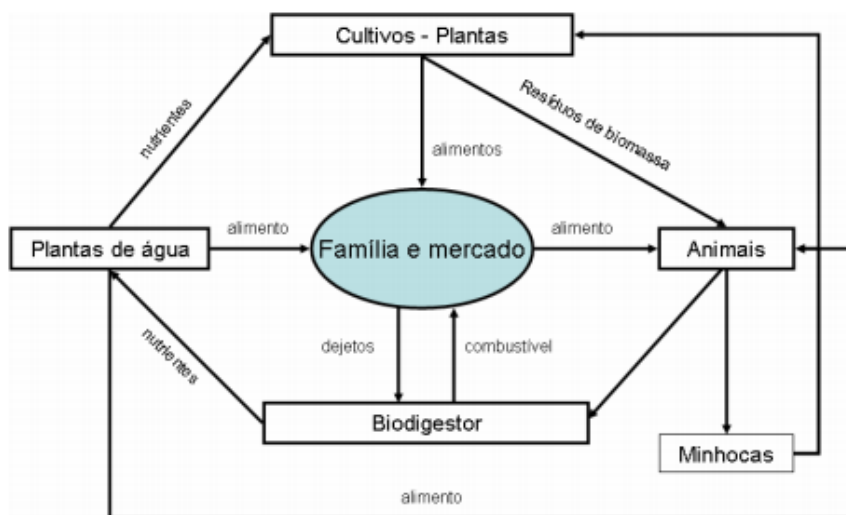 Cultivos - Plantas
nutrientes
alimentos
Resíduos de biomassa
Plantas de água
alimento
Família e mercado
alimento
Animais
nutrientes
dejetos
combustível
Biodigestor
Minhocas
alimento